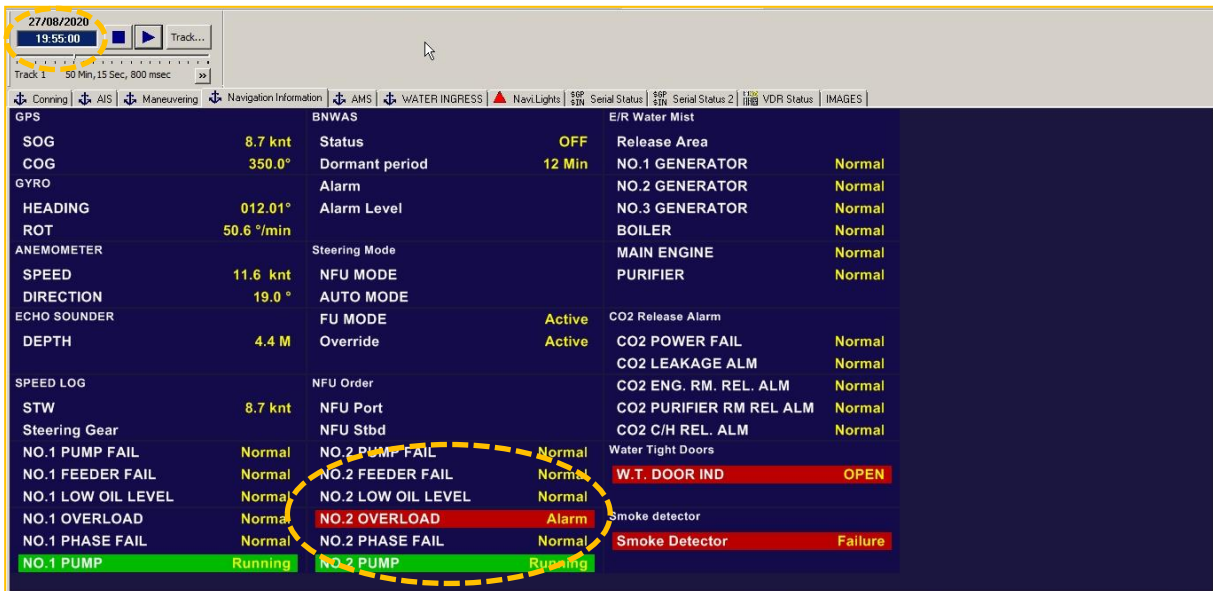 27/08/2020
19:55:00
Track...
Track 1 50 Min,15 Sec, 800 msec >>
Conning AIS Maneuvering Navigation Information AMS WATER INGRESS Navi.Lights SGP SIN Serial Status SGP SIN Serial Status 2 VDR Status IMAGES
GPS
SOG 8.7 knt
COG 350.0°
GYRO
HEADING 012.01°
ROT 50.6 °/min
ANEMOMETER
SPEED 11.6 knt
DIRECTION 19.0 °
ECHO SOUNDER
DEPTH 4.4 M
SPEED LOG
STW 8.7 knt
Steering Gear
NO.1 PUMP FAIL Normal
NO.1 FEEDER FAIL Normal
NO.1 LOW OIL LEVEL Normal
NO.1 OVERLOAD Normal
NO.1 PHASE FAIL Normal
NO.1 PUMP Running
BNWAS
Status OFF
Dormant period 12 Min
Alarm
Alarm Level
Steering Mode
NFU MODE
AUTO MODE
FU MODE Active
Override Active
NFU Order
NFU Port
NFU Stbd
NO.2 PUMP FAIL Normal
NO.2 FEEDER FAIL Normal
NO.2 LOW OIL LEVEL Normal
NO.2 OVERLOAD Alarm
NO.2 PHASE FAIL Normal
NO.2 PUMP Running
E/R Water Mist
Release Area
NO.1 GENERATOR Normal
NO.2 GENERATOR Normal
NO.3 GENERATOR Normal
BOILER Normal
MAIN ENGINE Normal
PURIFIER Normal
CO2 Release Alarm
CO2 POWER FAIL Normal
CO2 LEAKAGE ALM Normal
CO2 ENG. RM. REL. ALM Normal
CO2 PURIFIER RM REL ALM Normal
CO2 C/H REL. ALM Normal
Water Tight Doors
W.T. DOOR IND OPEN
Smoke detector
Smoke Detector Failure